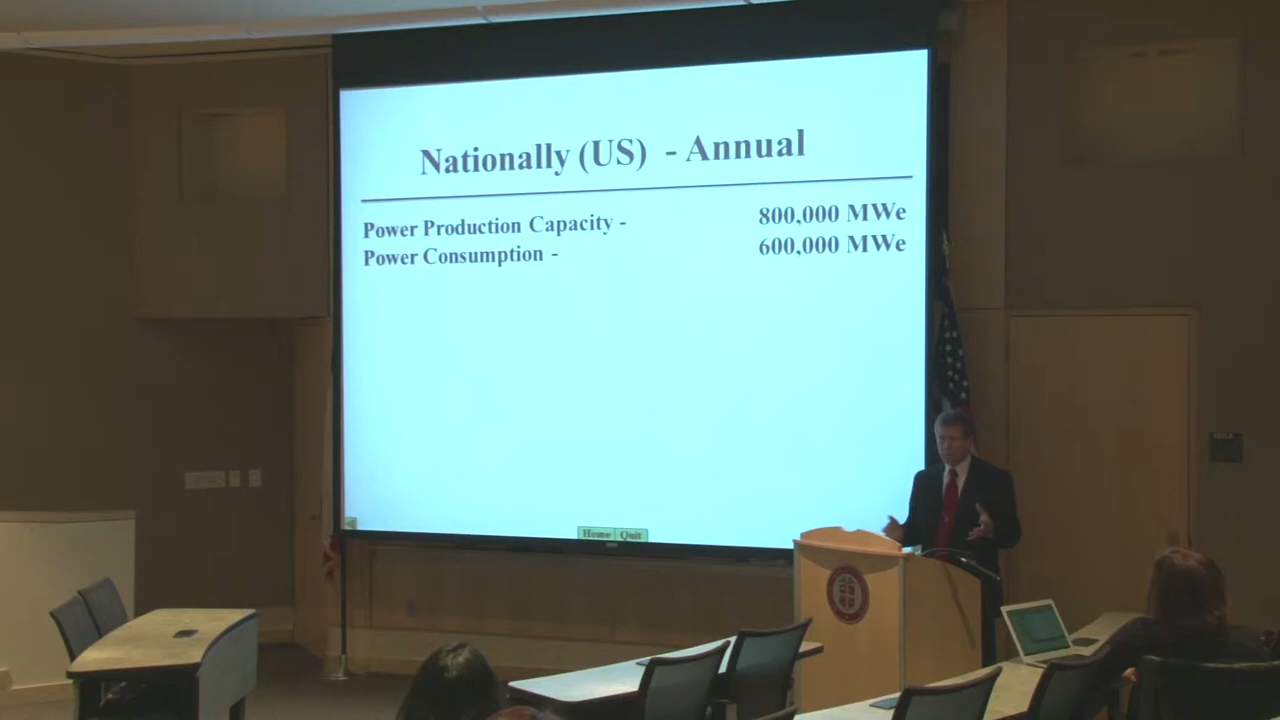 Nationally (US) - Annual
Power Production Capacity - 800,000 MWe
Power Consumption - 600,000 MWe
Home Quit